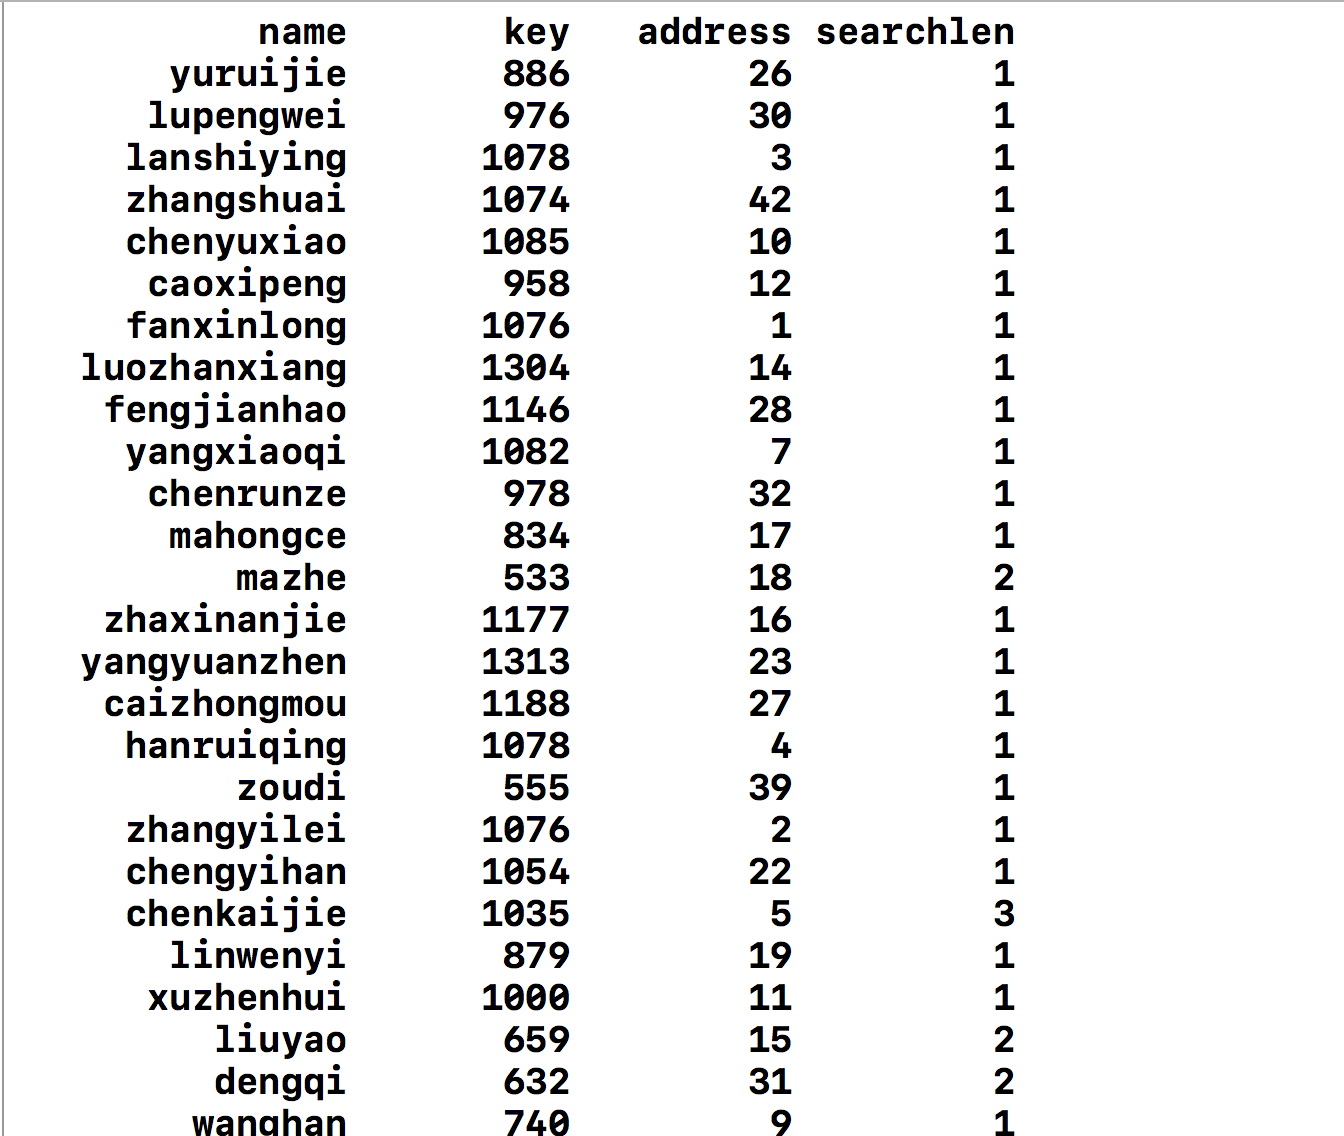 name key address searchlen
yuruijie 886 26 1
lupengwei 976 30 1
lanshiying 1078 3 1
zhangshuai 1074 42 1
chenyuxiao 1085 10 1
caoxipeng 958 12 1
fanxinlong 1076 1 1
luozhanxiang 1304 14 1
fengjianhao 1146 28 1
yangxiaoqi 1082 7 1
chenrunze 978 32 1
mahongce 834 17 1
mazhe 533 18 2
zhaxinanjie 1177 16 1
yangyuanzhen 1313 23 1
caizhongmou 1188 27 1
hanruiqing 1078 4 1
zoudi 555 39 1
zhangyilei 1076 2 1
chengyihan 1054 22 1
chenkaijie 1035 5 3
linwenyi 879 19 1
xuzhenhui 1000 11 1
liuyao 659 15 2
dengqi 632 31 2
wanghan 740 9 1